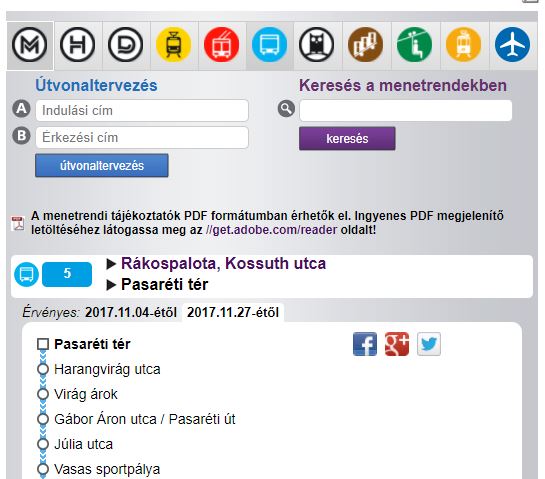 M H D
Útvonaltervezés
Keresés a menetrendekben
A Indulási cím
B Érkezési cím
útvonaltervezés
keresés
A menetrendi tájékoztatók PDF formátumban érhetők el. Ingyenes PDF megjelenítő
letöltéséhez látogassa meg az //get.adobe.com/reader oldalt!
5
Rákospalota, Kossuth utca
Pasaréti tér
Érvényes: 2017.11.04-étől 2017.11.27-étől
Pasaréti tér
Harangvirág utca
Virág árok
Gábor Áron utca / Pasaréti út
Júlia utca
Vasas sportpálya